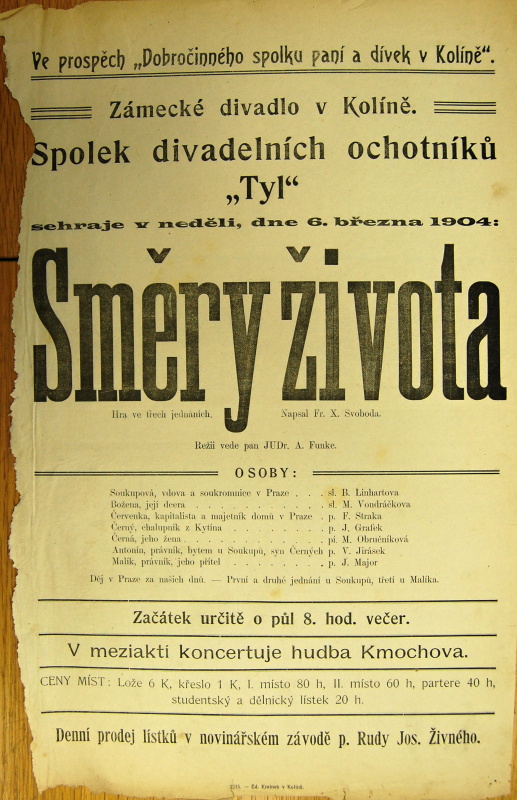 Ve prospěch „Dobročinného spolku paní a dívek v Kolíně“.
Zámecké divadlo v Kolíně.
Spolek divadelních ochotníků
„Tyl“
sehraje v neděli, dne 6. března 1904:
Směry života
Hra ve třech jednáních. Napsal Fr. X. Svoboda.
Režii vede pan JUDr. A. Funke.
OSOBY:
Soukupová, vdova a soukromnice v Praze . . . sl. B. Linhartova
Božena, její dcera . . . . . . . . . . sl. M. Vondráčkova
Červenka, kapitalista a majetník domů v Praze . p. F. Straka
Černý, chalupník z Kytína . . . . . . . . p. J. Grafek
Černá, jeho žena . . . . . . . . . . pí. M. Obručníková
Antonín, právník, bytem u Soukupů, syn Černých p. V. Jirásek
Malík, právník, jeho přítel . . . . . . . . p. J. Major
Děj v Praze za našich dnů. — První a druhé jednání u Soukupů, třetí u Malíka.
Začátek určitě o půl 8. hod. večer.
V meziaktí koncertuje hudba Kmochova.
CENY MÍST: Lože 6 K, křeslo 1 K, I. místo 80 h, II. místo 60 h, partere 40 h,
studentský a dělnický lístek 20 h.
Denní prodej lístků v novinářském závodě p. Rudy Jos. Živného.
— Ed. Krainek v Kolíně.